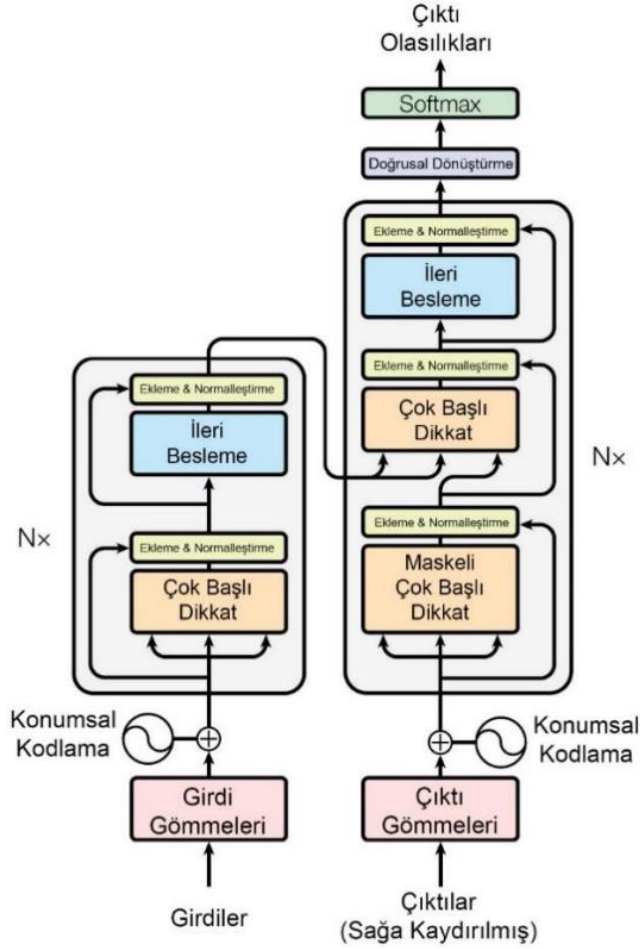 Çıktı
Olasılıkları
Softmax
Doğrusal Dönüştürme
Ekleme & Normalleştirme
İleri
Besleme
Ekleme & Normalleştirme
Çok Başlı
Dikkat
Ekleme & Normalleştirme
Maskeli
Çok Başlı
Dikkat
Nx
Ekleme & Normalleştirme
İleri
Besleme
Ekleme & Normalleştirme
Çok Başlı
Dikkat
Nx
Konumsal
Kodlama
Konumsal
Kodlama
Girdi
Gömmeleri
Çıktı
Gömmeleri
Girdiler
Çıktılar
(Sağa Kaydırılmış)